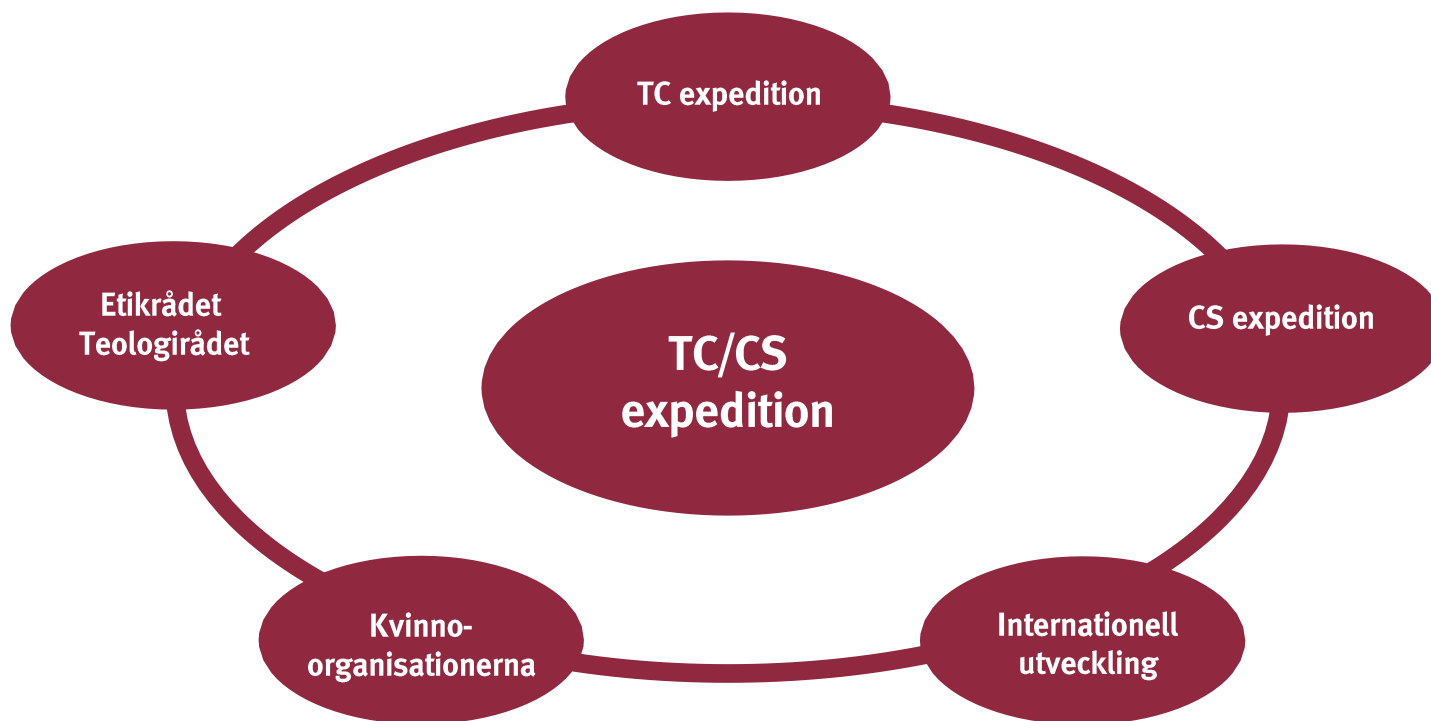 TC expedition
Etikrådet
Teologirådet
CS expedition
TC/CS
expedition
Kvinno-
organisationerna
Internationell
utveckling